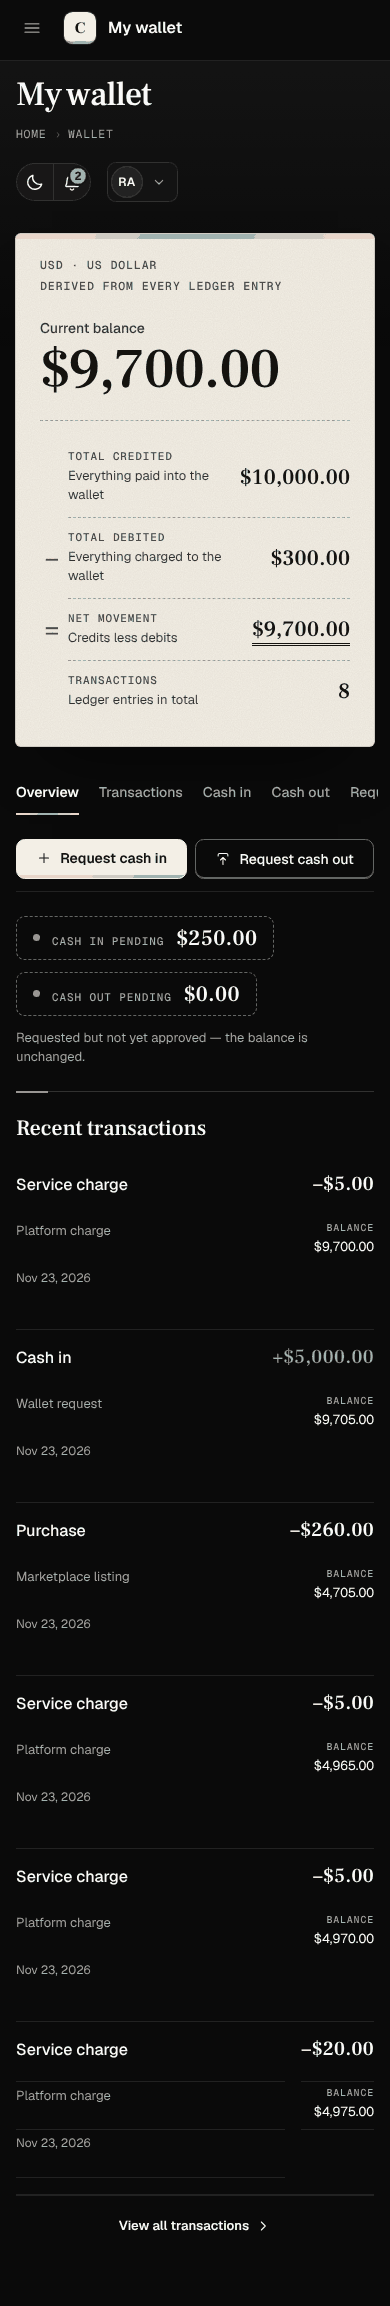 C My wallet
My wallet
HOME › WALLET
2
RA
USD · US DOLLAR
DERIVED FROM EVERY LEDGER ENTRY
Current balance
$9,700.00
TOTAL CREDITED
Everything paid into the
wallet
$10,000.00
TOTAL DEBITED
— Everything charged to the
wallet
$300.00
NET MOVEMENT
= Credits less debits
$9,700.00
TRANSACTIONS
Ledger entries in total
8
Overview Transactions Cash in Cash out Requ
+ Request cash in
Request cash out
CASH IN PENDING $250.00
CASH OUT PENDING $0.00
Requested but not yet approved — the balance is
unchanged.
Recent transactions
Service charge –$5.00
Platform charge BALANCE
$9,700.00
Nov 23, 2026
Cash in +$5,000.00
Wallet request BALANCE
$9,705.00
Nov 23, 2026
Purchase –$260.00
Marketplace listing BALANCE
$4,705.00
Nov 23, 2026
Service charge –$5.00
Platform charge BALANCE
$4,965.00
Nov 23, 2026
Service charge –$5.00
Platform charge BALANCE
$4,970.00
Nov 23, 2026
Service charge –$20.00
Platform charge BALANCE
$4,975.00
Nov 23, 2026
View all transactions ›